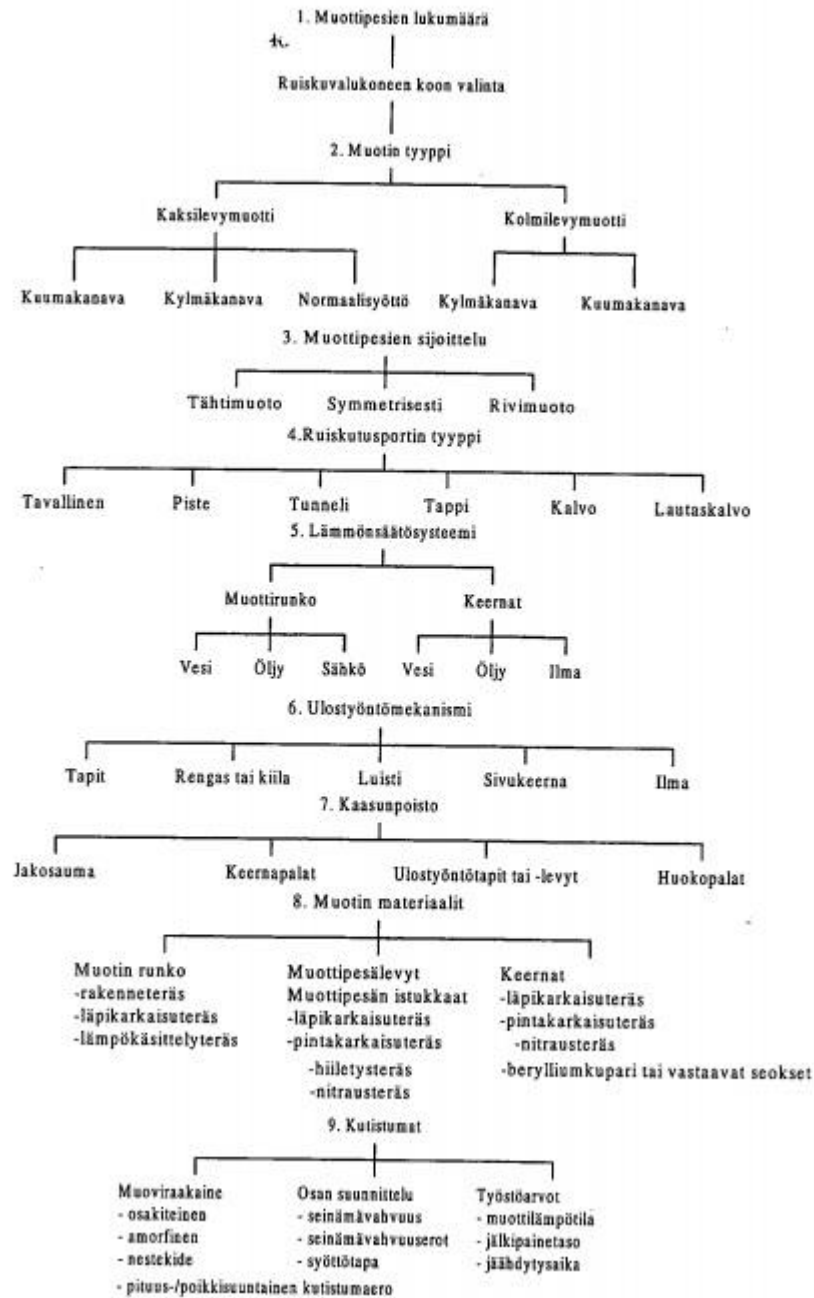 1. Muottipesien lukumäärä
Ruiskuvalukoneen koon valinta
2. Muotin tyyppi
Kaksilevymuotti Kolmilevymuotti
Kuumakanava Kylmäkanava Normaalisyöttö Kylmäkanava Kuumakanava
3. Muottipesien sijoittelu
Tähtimuoto Symmetrisesti Rivimuoto
4.Ruiskutusportin tyyppi
Tavallinen Piste Tunneli Tappi Kalvo Lautaskalvo
5. Lämmönsäätösysteemi
Muottirunko Keernat
Vesi Öljy Sähkö Vesi Öljy Ilma
6. Ulostyöntömekanismi
Tapit Rengas tai kiila Luisti Sivukeerna Ilma
7. Kaasunpoisto
Jakosauma Keernapalat Ulostyöntötapit tai -levyt Huokopalat
8. Muotin materiaalit
Muotin runko
-rakenneteräs
-läpikarkaisuteräs
-lämpökäsittelyteräs
Muottipesälevyt
Muottipesän istukkaat
-läpikarkaisuteräs
-pintakarkaisuteräs
-hiiletysteräs
-nitrausteräs
Keernat
-läpikarkaisuteräs
-pintakarkaisuteräs
-nitrausteräs
-berylliumkupari tai vastaavat seokset
9. Kutistumat
Muoviraakaine
- osakiteinen
- amorfinen
- nestekide
- pituus-/poikkisuuntainen kutistumaero
Osan suunnittelu
- seinämävahvuus
- seinämävahvuuserot
- syöttötapa
Työstöarvot
- muottilämpötila
- jälkipainetaso
- jäähdytysaika